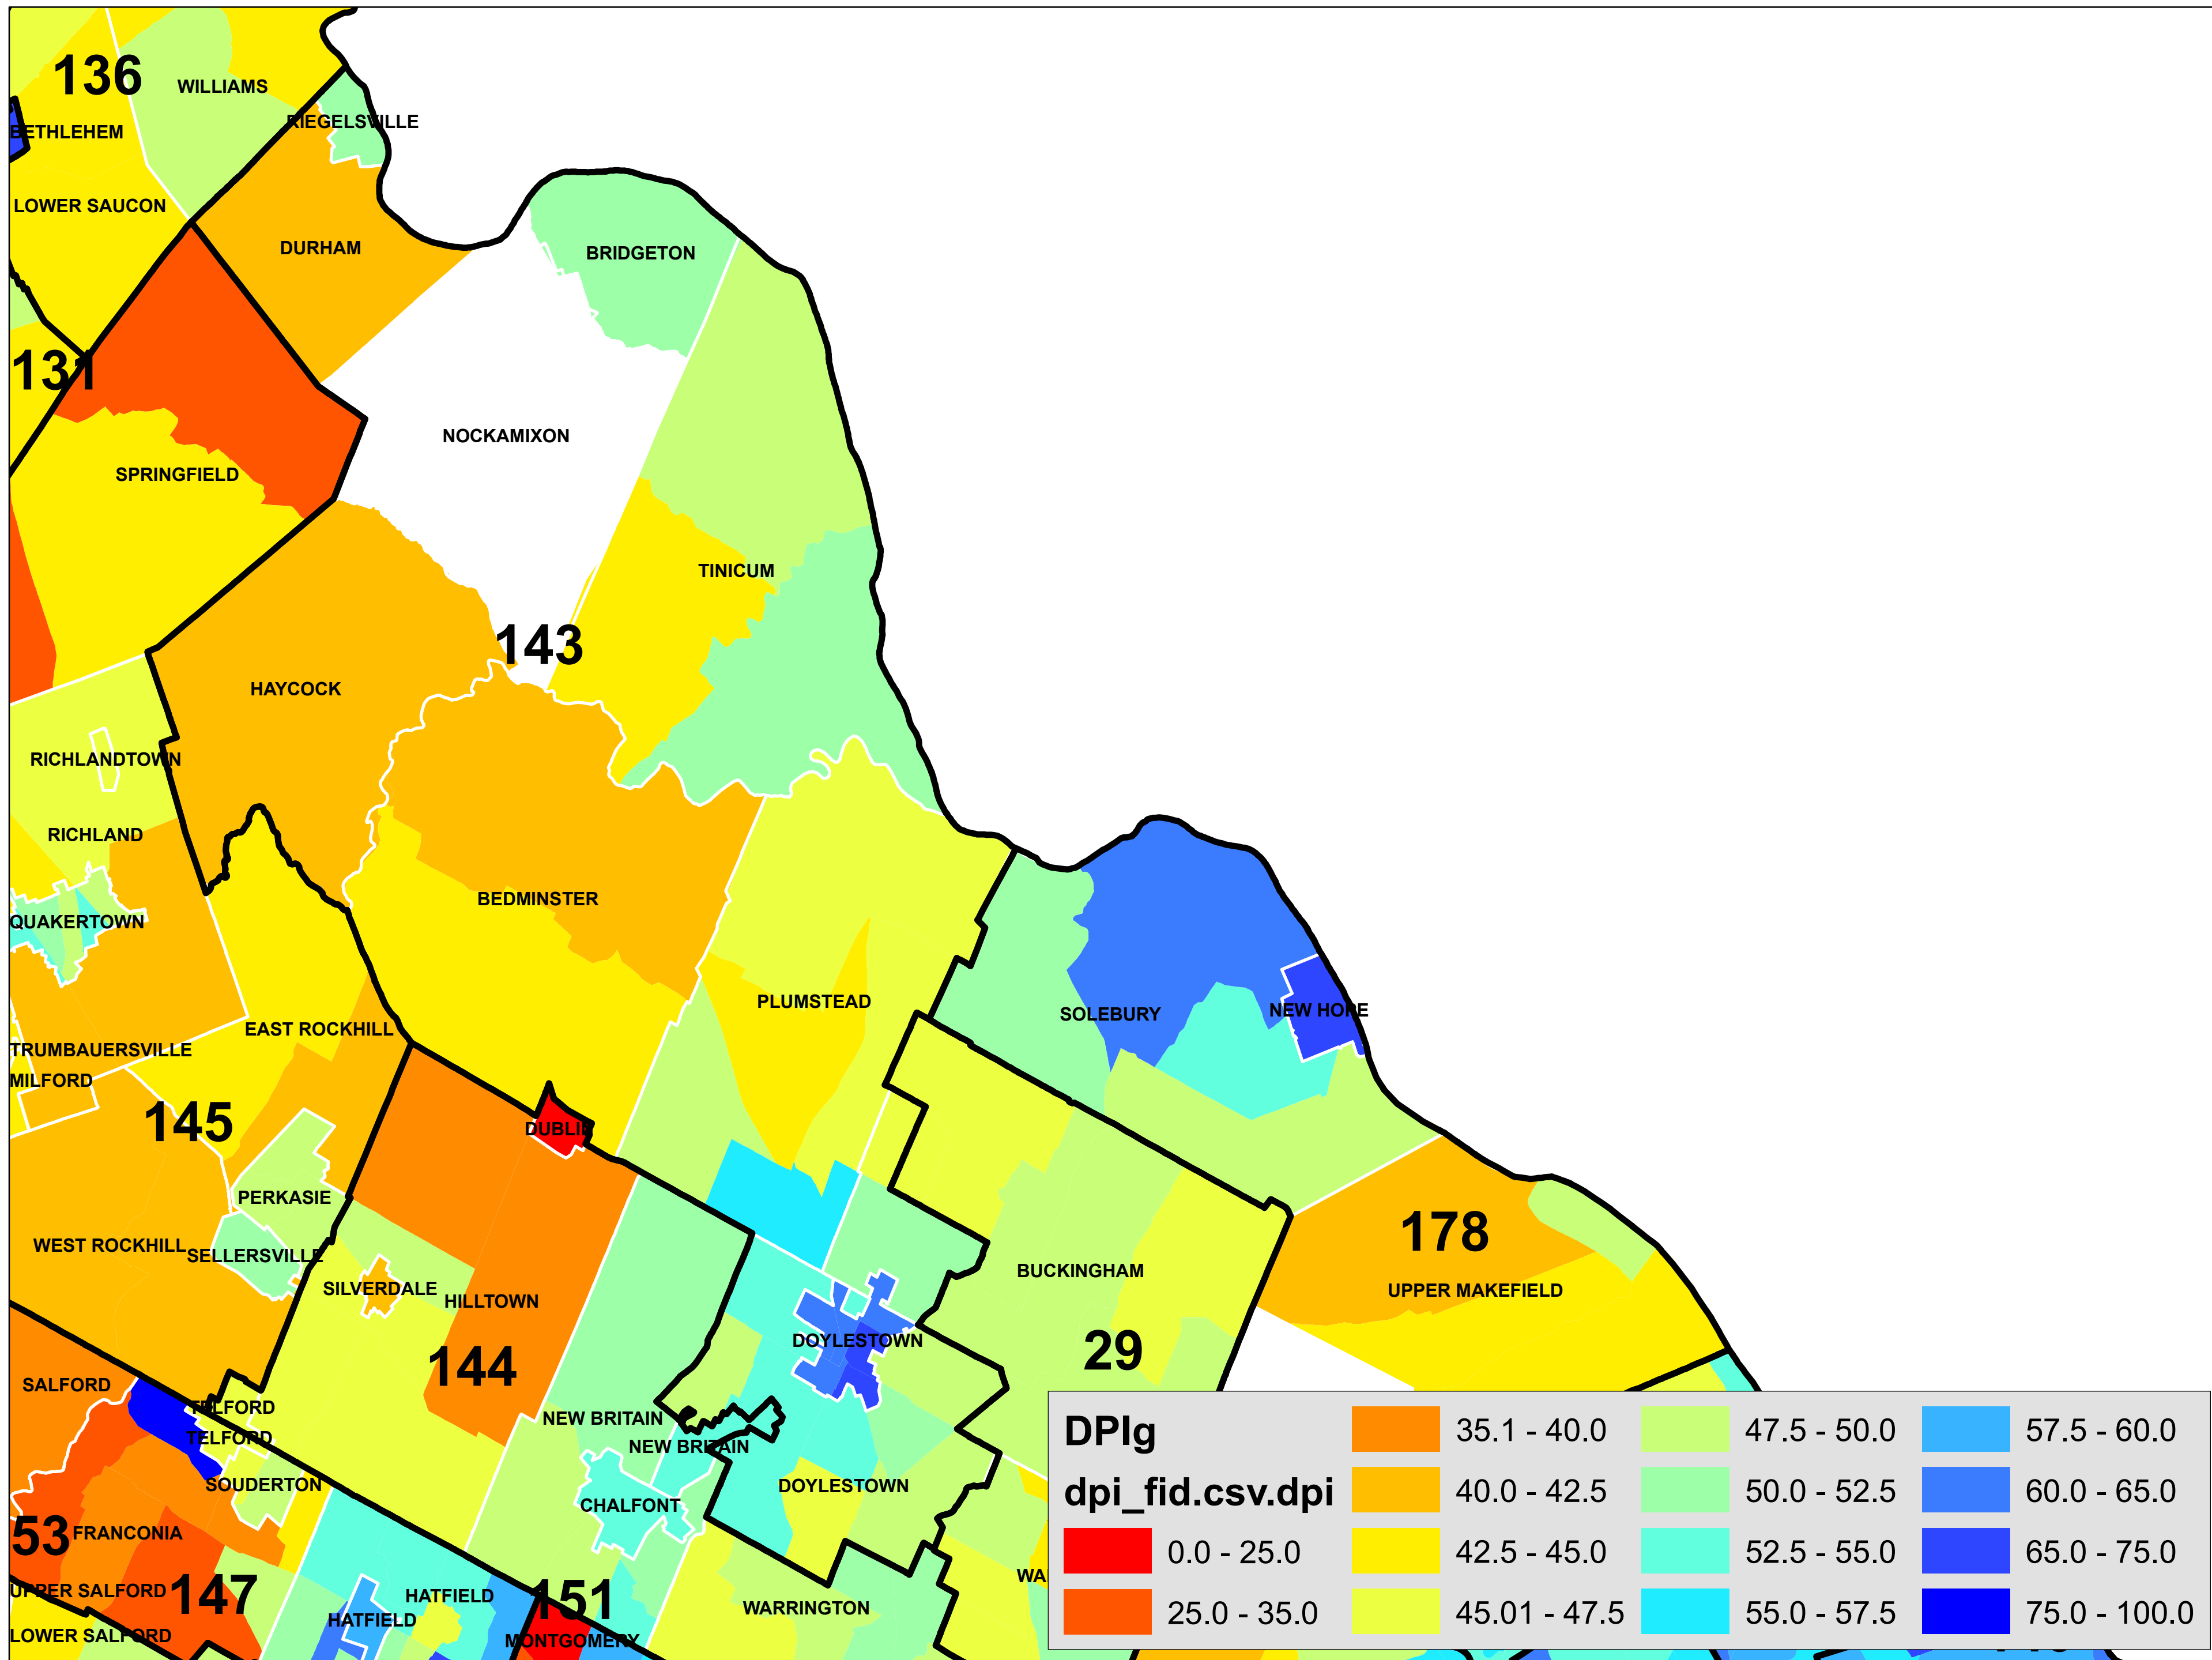 136
WILLIAMS
RIEGELSVILLE
BETHLEHEM
LOWER SAUCON
DURHAM
BRIDGETON
131
NOCKAMIXON
SPRINGFIELD
TINICUM
143
HAYCOCK
RICHLANDTOWN
RICHLAND
BEDMINSTER
QUAKERTOWN
PLUMSTEAD
SOLEBURY
NEW HOPE
EAST ROCKHILL
TRUMBAUERSVILLE
MILFORD
145
DUBLIN
PERKASIE
178
WEST ROCKHILL
SELLERSVILLE
BUCKINGHAM
SILVERDALE
HILLTOWN
UPPER MAKEFIELD
DOYLESTOWN
29
144
SALFORD
TELFORD
NEW BRITAIN
TELFORD
NEW BRITAIN
SOUDERTON
DOYLESTOWN
CHALFONT
53
FRANCONIA
WA
UPPER SALFORD
147
HATFIELD
151
HATFIELD
WARRINGTON
LOWER SALFORD
MONTGOMERY
DPIg
dpi_fid.csv.dpi
0.0 - 25.0
25.0 - 35.0
35.1 - 40.0
40.0 - 42.5
42.5 - 45.0
45.01 - 47.5
47.5 - 50.0
50.0 - 52.5
52.5 - 55.0
55.0 - 57.5
57.5 - 60.0
60.0 - 65.0
65.0 - 75.0
75.0 - 100.0